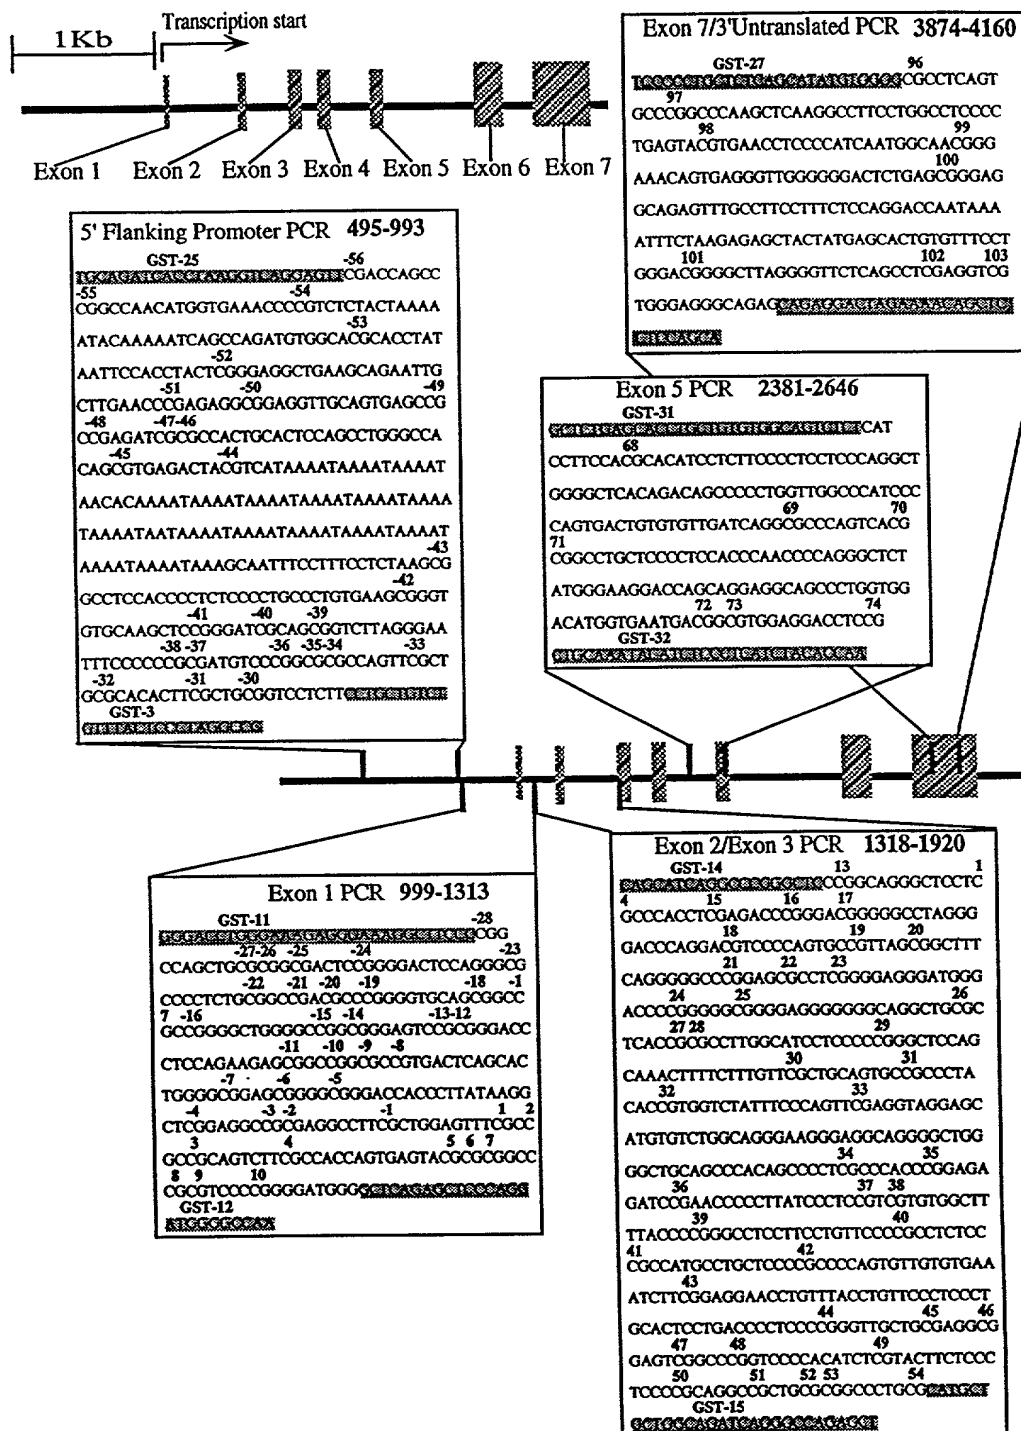 1Kb
Transcription start
Exon 1 Exon 2 Exon 3 Exon 4 Exon 5 Exon 6 Exon 7
Exon 7/3'Untranslated PCR 3874-4160
GST-27 96
CGCCTCAGT
97
GCCCGGCCCAAGCTCAAGGCCTTCCTGGCCTCCCC
98 99
TGAGTACGTGAACCTCCCCATCAATGGCAACGGG
100
AAACAGTGAGGGTTGGGGGGACTCTGAGCGGGAG
GCAGAGTTTGCCTTCCTTTCTCCAGGACCAATAAA
ATTTCTAAGAGAGCTACTATGAGCACTGTGTTTCCT
101 102 103
GGGACGGGGCTTAGGGGTTCTCAGCCTCGAGGTCG
TGGGAGGGCAGAG
5' Flanking Promoter PCR 495-993
GST-25 -56
CGACCAGCC
-55 -54
CGGCCAACATGGTGAAACCCCGTCTCTACTAAAA
-53
ATACAAAAATCAGCCAGATGTGGCACGCACCTAT
-52
AATTCCACCTACTCGGGAGGCTGAAGCAGAATTG
-51 -50 -49
CTTGAACCCGAGAGGCGGAGGTTGCAGTGAGCCG
-48 -47 -46
CCGAGATCGCGCCACTGCACTCCAGCCTGGGCCA
-45 -44
CAGCGTGAGACTACGTCATAAAATAAAATAAAAT
AACACAAAATAAAATAAAATAAAATAAAATAAAA
TAAAATAATAAAATAAAATAAAATAAAATAAAAT
-43
AAAATAAAATAAAGCAATTTCCTTTCCTCTAAGCG
-42
GCCTCCACCCCTCTCCCCTGCCCTGTGAAGCGGGT
-41 -40 -39
GTGCAAGCTCCGGGATCGCAGCGGTCTTAGGGAA
-38 -37 -36 -35 -34 -33
TTTCCCCCCGCGATGTCCCGGCGCGCCAGTTCGCT
-32 -31 -30
GCGCACACTTCGCTGCGGTCCTCTT
GST-3
Exon 5 PCR 2381-2646
GST-31
CAT
68
CCTTCCACGCACATCCTCTTCCCCTCCTCCCAGGCT
GGGGCTCACAGACAGCCCCCTGGTTGGCCCATCCC
69 70
CAGTGACTGTGTGTTGATCAGGCGCCCAGTCACG
71
CGGCCTGCTCCCCTCCACCCAACCCCAGGGCTCT
ATGGGAAGGACCAGCAGGAGGCAGCCCTGGTGG
72 73 74
ACATGGTGAATGACGGCGTGGAGGACCTCCG
GST-32
Exon 1 PCR 999-1313
GST-11 -28
CGG
-27 -26 -25 -24 -23
CCAGCTGCGCGGCGACTCCGGGGACTCCAGGGCG
-22 -21 -20 -19 -18 -1
CCCCTCTGCGGCCGACGCCCGGGGTGCAGCGGCC
7 -16 -15 -14 -13 -12
GCCGGGGCTGGGGCCGGCGGGAGTCCGCGGGACC
-11 -10 -9 -8
CTCCAGAAGAGCGGCCGGCGCCGTGACTCAGCAC
-7 -6 -5
TGGGGCGGAGCGGGGCGGGACCACCCTTATAAGG
-4 -3 -2 -1 1 2
CTCGGAGGCCGCGAGGCCTTCGCTGGAGTTTCGCC
3 4 5 6 7
GCCGCAGTCTTCGCCACCAGTGAGTACGCGCGGCC
8 9 10
CGCGTCCCCGGGGATGGG
GST-12
Exon 2/Exon 3 PCR 1318-1920
GST-14 13 1
CCGGCAGGGCTCCTC
4 15 16 17
GCCCACCTCGAGACCCGGGACGGGGGCCTAGGG
18 19 20
GACCCAGGACGTCCCCAGTGCCGTTAGCGGCTTT
21 22 23
CAGGGGGCCCGGAGCGCCTCGGGGAGGGATGGG
24 25 26
ACCCCGGGGGCGGGGAGGGGGGGCAGGCTGCGC
27 28 29
TCACCGCGCCTTGGCATCCTCCCCCGGGCTCCAG
30 31
CAAACTTTTCTTTGTTCGCTGCAGTGCCGCCCTA
32 33
CACCGTGGTCTATTTCCCAGTTCGAGGTAGGAGC
ATGTGTCTGGCAGGGAAGGGAGGCAGGGGCTGG
34 35
GGCTGCAGCCCACAGCCCCTCGCCCACCCGGAGA
36 37 38
GATCCGAACCCCCTTATCCCTCCGTCGTGTGGCTT
39 40
TTACCCCGGGCCTCCTTCCTGTTCCCCGCCTCTCC
41 42
CGCCATGCCTGCTCCCCGCCCCAGTGTTGTGTGAA
43
ATCTTCGGAGGAACCTGTTTACCTGTTCCCTCCCT
44 45 46
GCACTCCTGACCCCTCCCCGGGTTGCTGCGAGGCG
47 48 49
GAGTCGGCCCGGTCCCCACATCTCGTACTTCTCCC
50 51 52 53 54
TCCCCGCAGGCCGCTGCGCGGCCCTGCG
GST-15